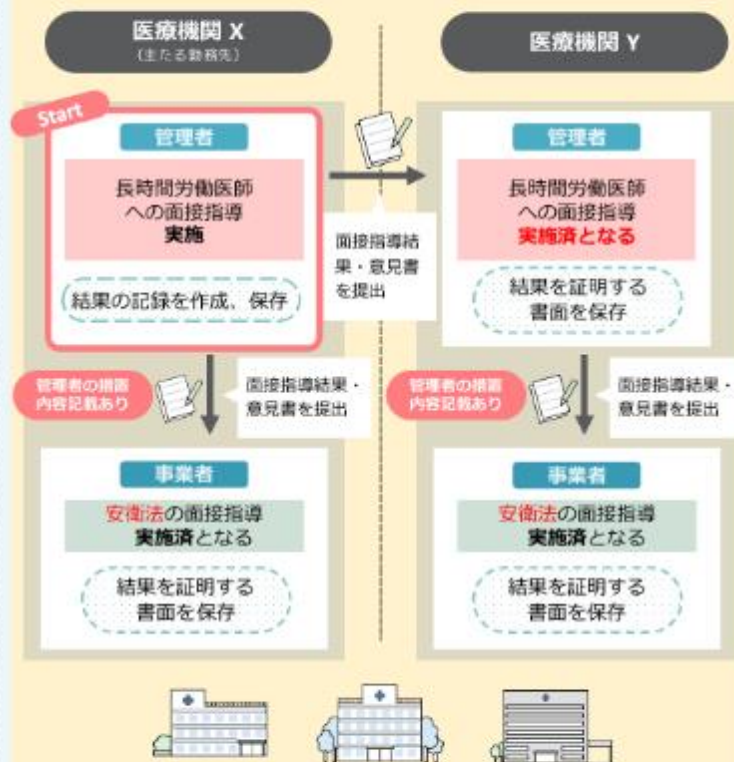 医療機関 X
(主たる勤務先)
医療機関 Y
Start
管理者
長時間労働医師
への面接指導
実施
結果の記録を作成、保存
面接指導結
果・意見書
を提出
管理者
長時間労働医師
への面接指導
実施済となる
結果を証明する
書面を保存
管理者の措置
内容記載あり
面接指導結果・
意見書を提出
管理者の措置
内容記載あり
面接指導結果・
意見書を提出
事業者
安衛法の面接指導
実施済となる
結果を証明する
書面を保存
事業者
安衛法の面接指導
実施済となる
結果を証明する
書面を保存